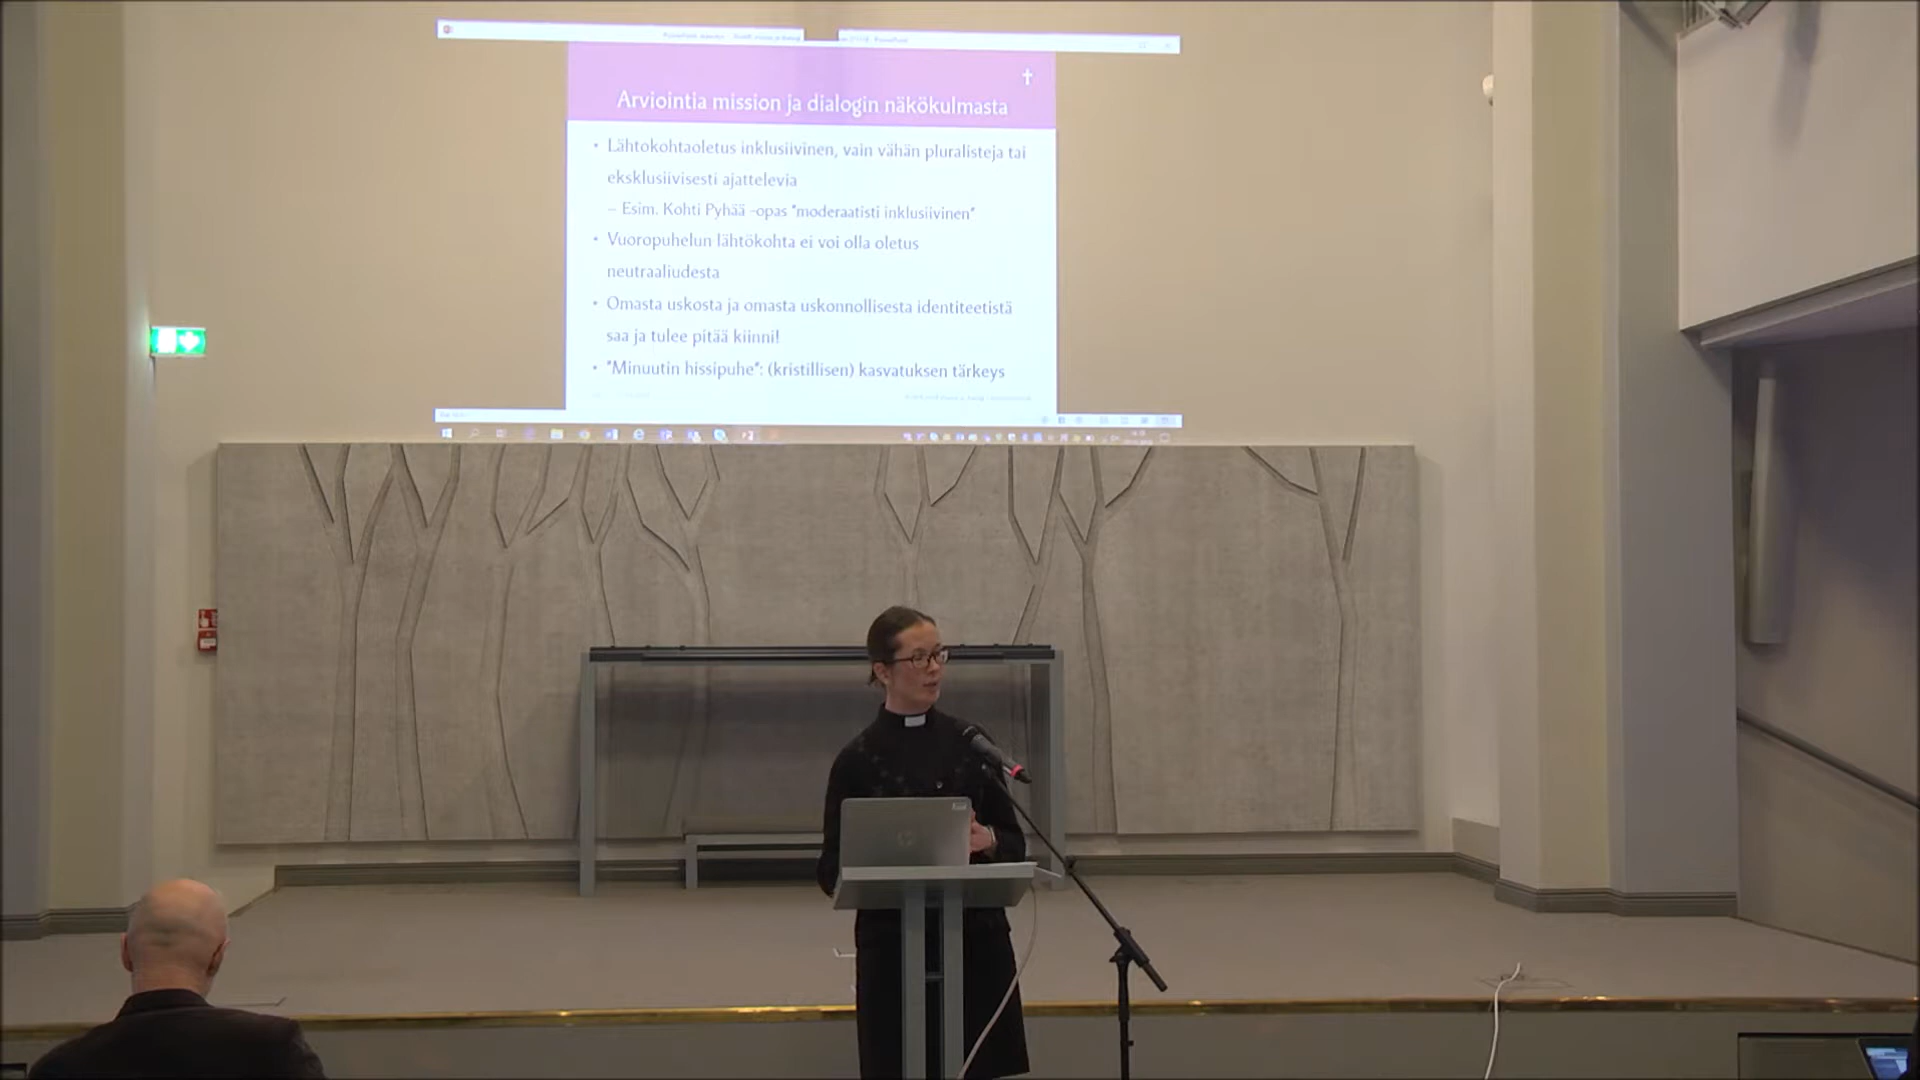 Arviointia mission ja dialogin näkökulmasta
• Lähtokohtaoletus inklusiivinen, vain vähän pluralisteja tai
eksklusiivisesti ajattelevia
– Esim. Kohti Pyhää -opas "moderaatisti inklusiivinen"
• Vuoropuhelun lähtökohta ei voi olla oletus
neutraaliudesta
• Omasta uskosta ja omasta uskonnollisesta identiteetistä
saa ja tulee pitää kiinni!
• "Minuutin hissipuhe": (kristillisen) kasvatuksen tärkeys
hp